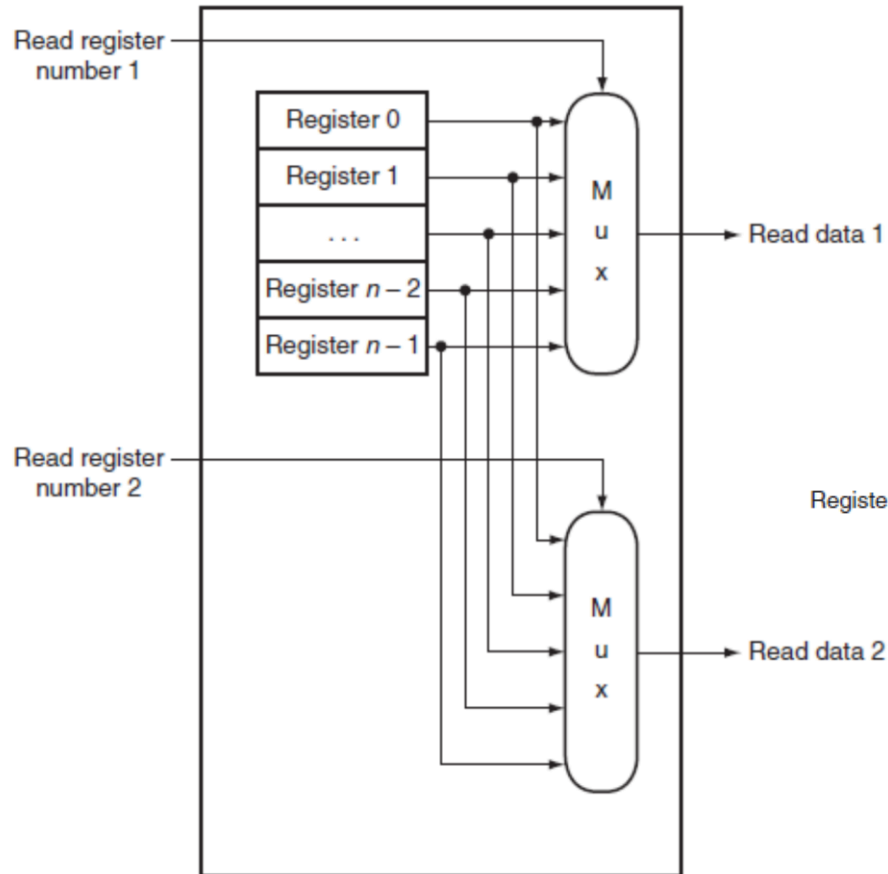 Read register
number 1
Register 0
Register 1
. . .
Register n – 2
Register n – 1
M
u
x
Read data 1
Read register
number 2
Registe
M
u
x
Read data 2